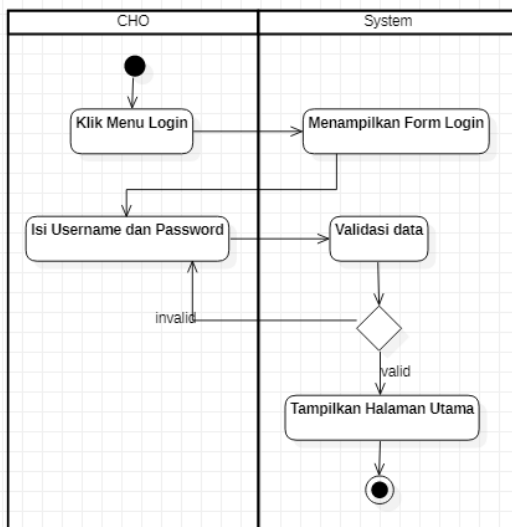 CHO
System
Klik Menu Login
Menampilkan Form Login
Isi Username dan Password
Validasi data
invalid
valid
Tampilkan Halaman Utama